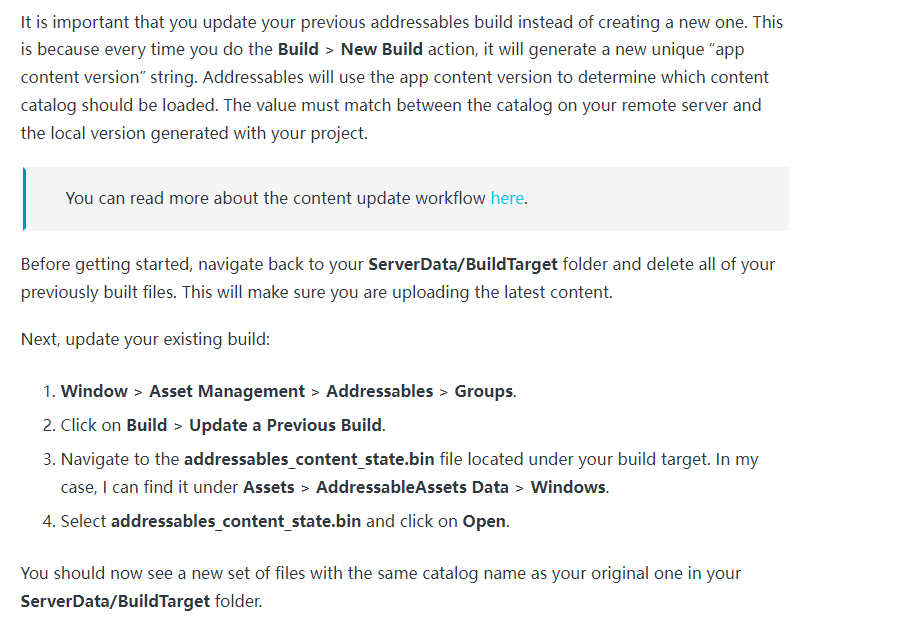 It is important that you update your previous addressables build instead of creating a new one. This
is because every time you do the Build > New Build action, it will generate a new unique “app
content version” string. Addressables will use the app content version to determine which content
catalog should be loaded. The value must match between the catalog on your remote server and
the local version generated with your project.
You can read more about the content update workflow here.
Before getting started, navigate back to your ServerData/BuildTarget folder and delete all of your
previously built files. This will make sure you are uploading the latest content.
Next, update your existing build:
1. Window > Asset Management > Addressables > Groups.
2. Click on Build > Update a Previous Build.
3. Navigate to the addressables_content_state.bin file located under your build target. In my
case, I can find it under Assets > AddressableAssets Data > Windows.
4. Select addressables_content_state.bin and click on Open.
You should now see a new set of files with the same catalog name as your original one in your
ServerData/BuildTarget folder.